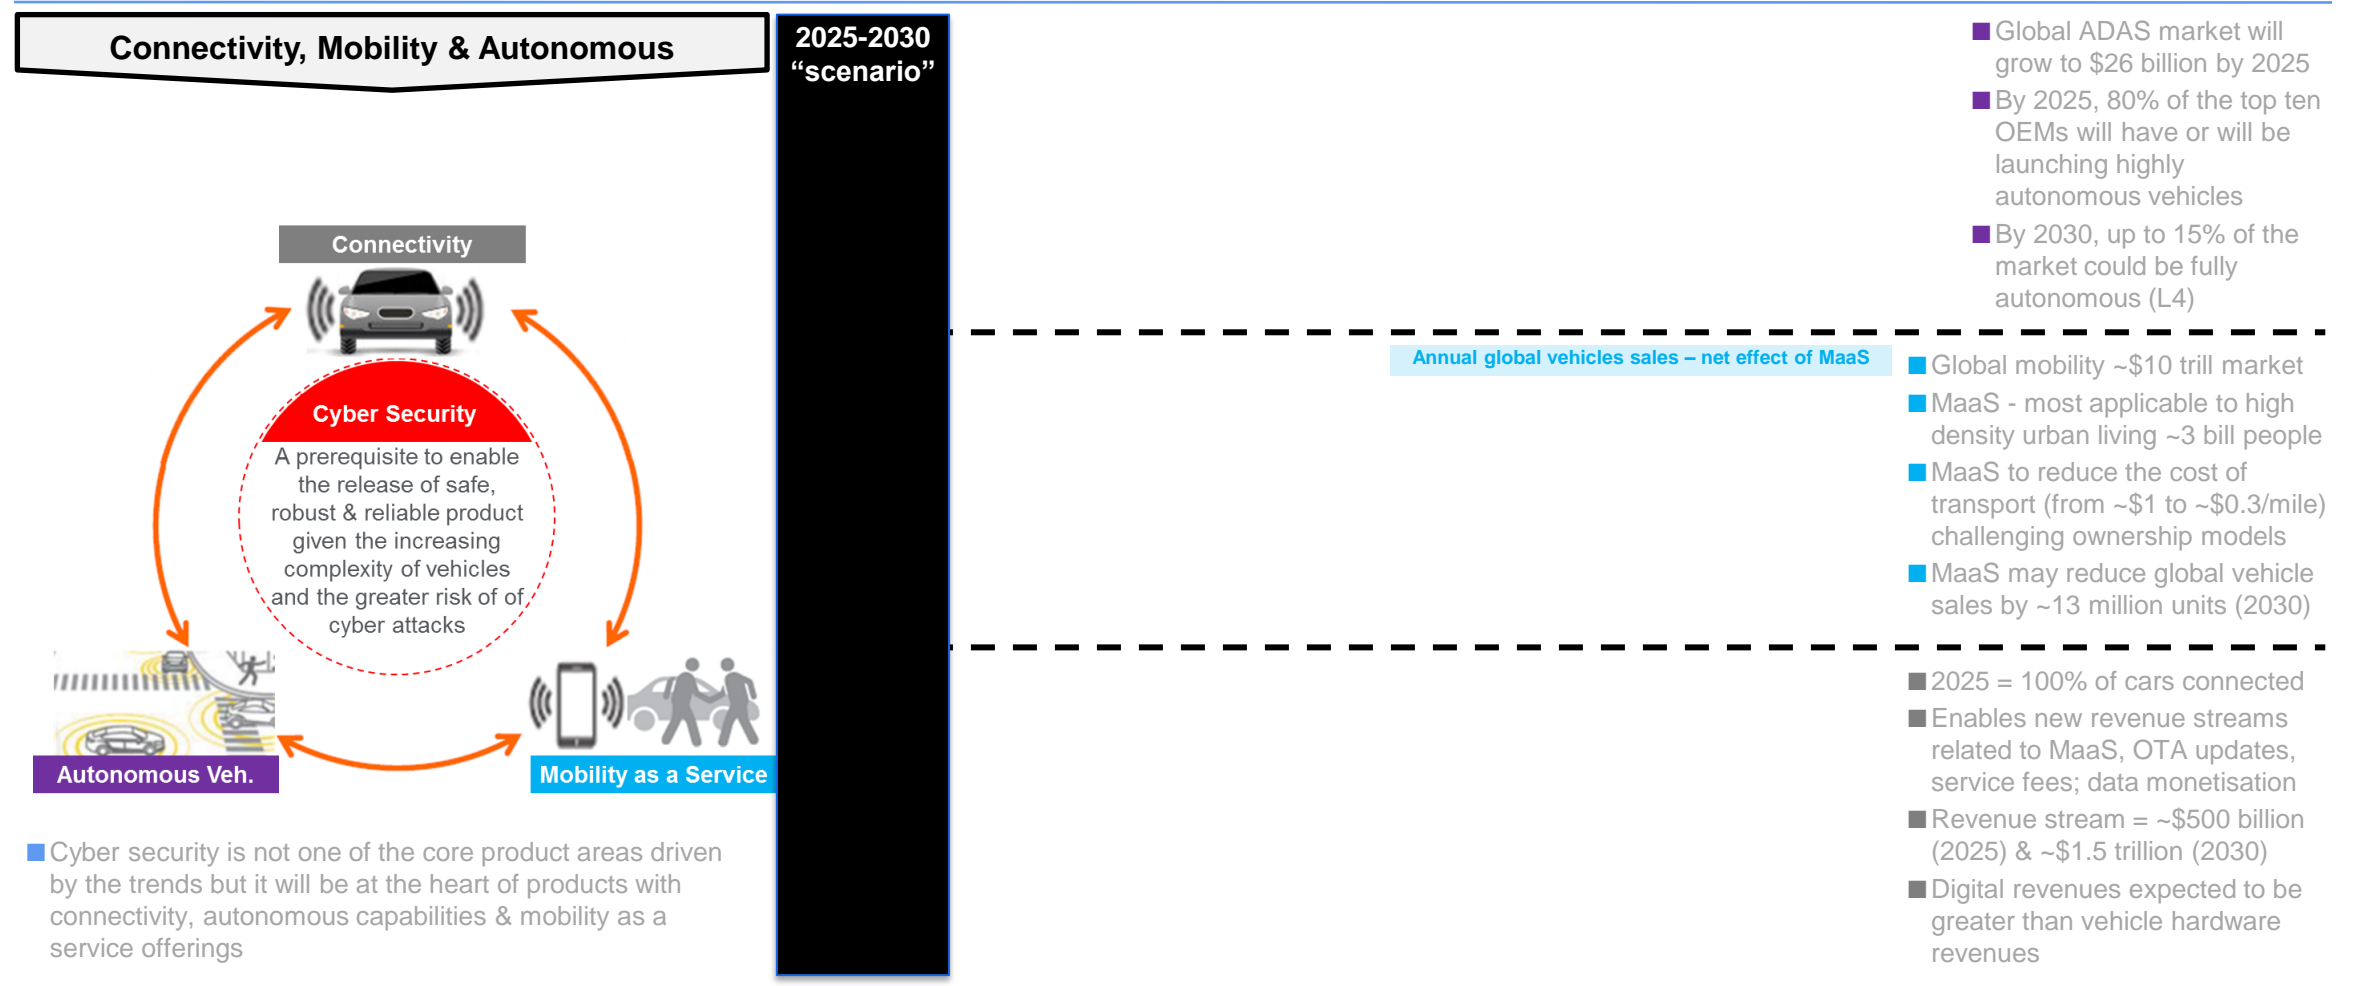 Connectivity, Mobility & Autonomous
2025-2030
“scenario”
Connectivity
Cyber Security
A prerequisite to enable
the release of safe,
robust & reliable product
given the increasing
complexity of vehicles
and the greater risk of of
cyber attacks
Autonomous Veh.
Mobility as a Service
Cyber security is not one of the core product areas driven
by the trends but it will be at the heart of products with
connectivity, autonomous capabilities & mobility as a
service offerings
Global ADAS market will
grow to $26 billion by 2025
By 2025, 80% of the top ten
OEMs will have or will be
launching highly
autonomous vehicles
By 2030, up to 15% of the
market could be fully
autonomous (L4)
Annual global vehicles sales – net effect of MaaS
Global mobility ~$10 trill market
MaaS - most applicable to high
density urban living ~3 bill people
MaaS to reduce the cost of
transport (from ~$1 to ~$0.3/mile)
challenging ownership models
MaaS may reduce global vehicle
sales by ~13 million units (2030)
2025 = 100% of cars connected
Enables new revenue streams
related to MaaS, OTA updates,
service fees; data monetisation
Revenue stream = ~$500 billion
(2025) & ~$1.5 trillion (2030)
Digital revenues expected to be
greater than vehicle hardware
revenues